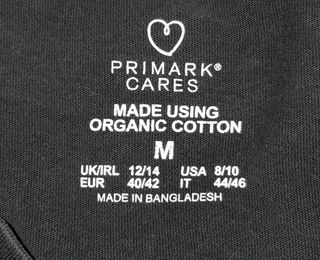 PRIMARK®
CARES
MADE USING
ORGANIC COTTON
M
UK/IRL 12/14 USA 8/10
EUR 40/42 IT 44/46
MADE IN BANGLADESH